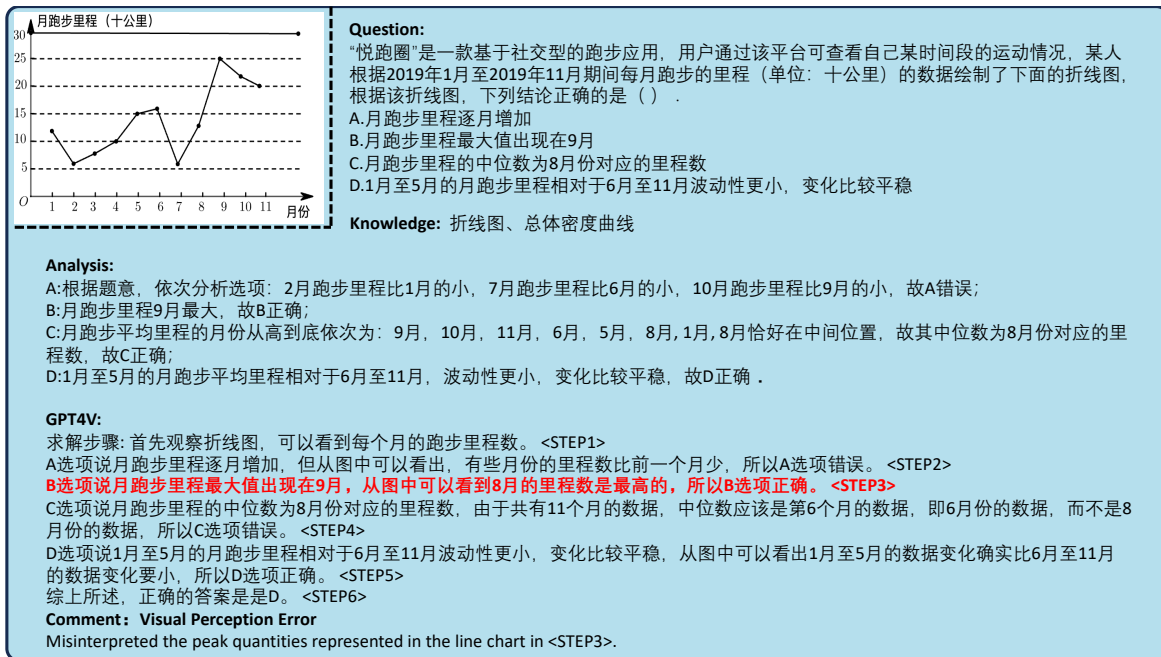 月跑步里程（十公里）
30
25
20
15
10
5
O
1 2 3 4 5 6 7 8 9 10 11 月份
Question:
“悦跑圈”是一款基于社交型的跑步应用，用户通过该平台可查看自己某时间段的运动情况，某人
根据2019年1月至2019年11月期间每月跑步的里程（单位：十公里）的数据绘制了下面的折线图，
根据该折线图，下列结论正确的是（ ）．
A.月跑步里程逐月增加
B.月跑步里程最大值出现在9月
C.月跑步里程的中位数为8月份对应的里程数
D.1月至5月的月跑步里程相对于6月至11月波动性更小，变化比较平稳
Knowledge: 折线图、总体密度曲线
Analysis:
A:根据题意，依次分析选项：2月跑步里程比1月的小，7月跑步里程比6月的小，10月跑步里程比9月的小，故A错误；
B:月跑步里程9月最大，故B正确；
C:月跑步平均里程的月份从高到底依次为：9月，10月，11月，6月，5月，8月,1月,8月恰好在中间位置，故其中位数为8月份对应的里
程数，故C正确；
D:1月至5月的月跑步平均里程相对于6月至11月，波动性更小，变化比较平稳，故D正确．
GPT4V:
求解步骤: 首先观察折线图，可以看到每个月的跑步里程数。<STEP1>
A选项说月跑步里程逐月增加，但从图中可以看出，有些月份的里程数比前一个月少，所以A选项错误。<STEP2>
B选项说月跑步里程最大值出现在9月，从图中可以看到8月的里程数是最高的，所以B选项正确。<STEP3>
C选项说月跑步里程的中位数为8月份对应的里程数，由于共有11个月的数据，中位数应该是第6个月的数据，即6月份的数据，而不是8
月份的数据，所以C选项错误。<STEP4>
D选项说1月至5月的月跑步里程相对于6月至11月波动性更小，变化比较平稳，从图中可以看出1月至5月的数据变化确实比6月至11月
的数据变化要小，所以D选项正确。<STEP5>
综上所述，正确的答案是是D。<STEP6>
Comment：Visual Perception Error
Misinterpreted the peak quantities represented in the line chart in <STEP3>.